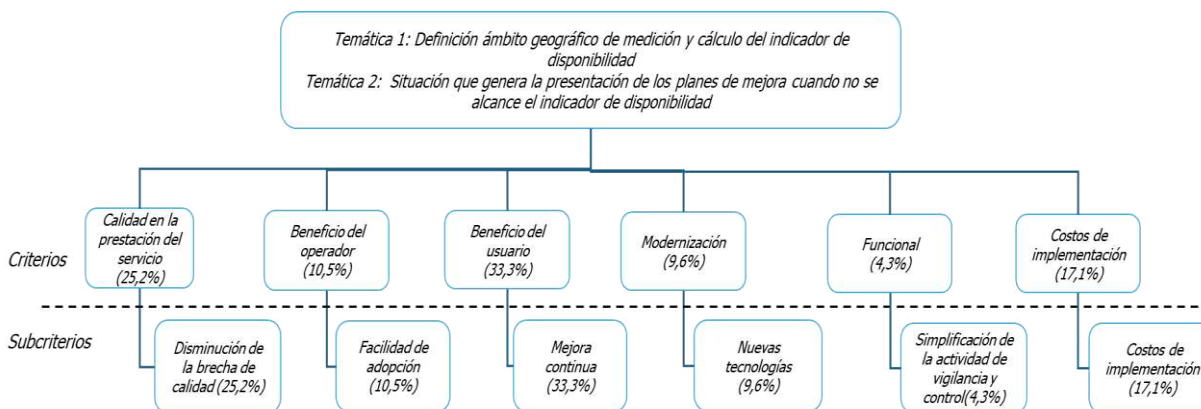 Temática 1: Definición ámbito geográfico de medición y cálculo del indicador de
disponibilidad
Temática 2: Situación que genera la presentación de los planes de mejora cuando no se
alcance el indicador de disponibilidad
Criterios
Calidad en la
prestación del
servicio
(25,2%)
Beneficio del
operador
(10,5%)
Beneficio del
usuario
(33,3%)
Modernización
(9,6%)
Funcional
(4,3%)
Costos de
implementación
(17,1%)
Subcriterios
Disminución de
la brecha de
calidad (25,2%)
Facilidad de
adopción
(10,5%)
Mejora
continua
(33,3%)
Nuevas
tecnologías
(9,6%)
Simplificación de
la actividad de
vigilancia y
control(4,3%)
Costos de
implementación
(17,1%)